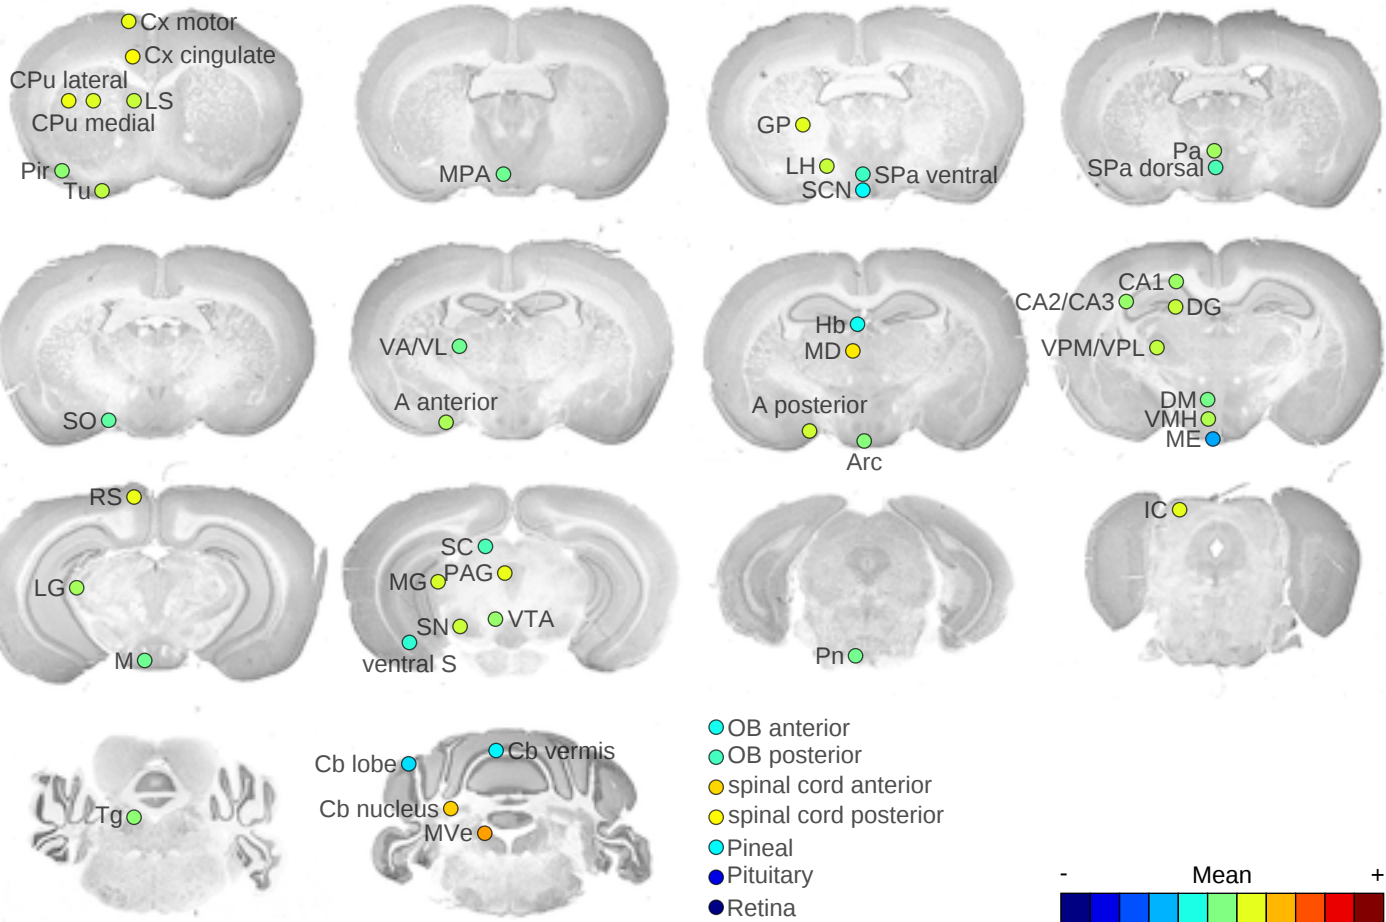 Cx motor
Cx cingulate
CPu lateral
LS
CPu medial
Pir
Tu
MPA
GP
LH
SPa ventral
SCN
Pa
SPa dorsal
SO
VA/VL
A anterior
Hb
MD
A posterior
Arc
CA1
CA2/CA3
DG
VPM/VPL
DM
VMH
ME
RS
LG
M
SC
MG
PAG
SN
VTA
ventral S
Pn
IC
Tg
Cb lobe
Cb vermis
Cb nucleus
MVe
OB anterior
OB posterior
spinal cord anterior
spinal cord posterior
Pineal
Pituitary
Retina
- Mean +